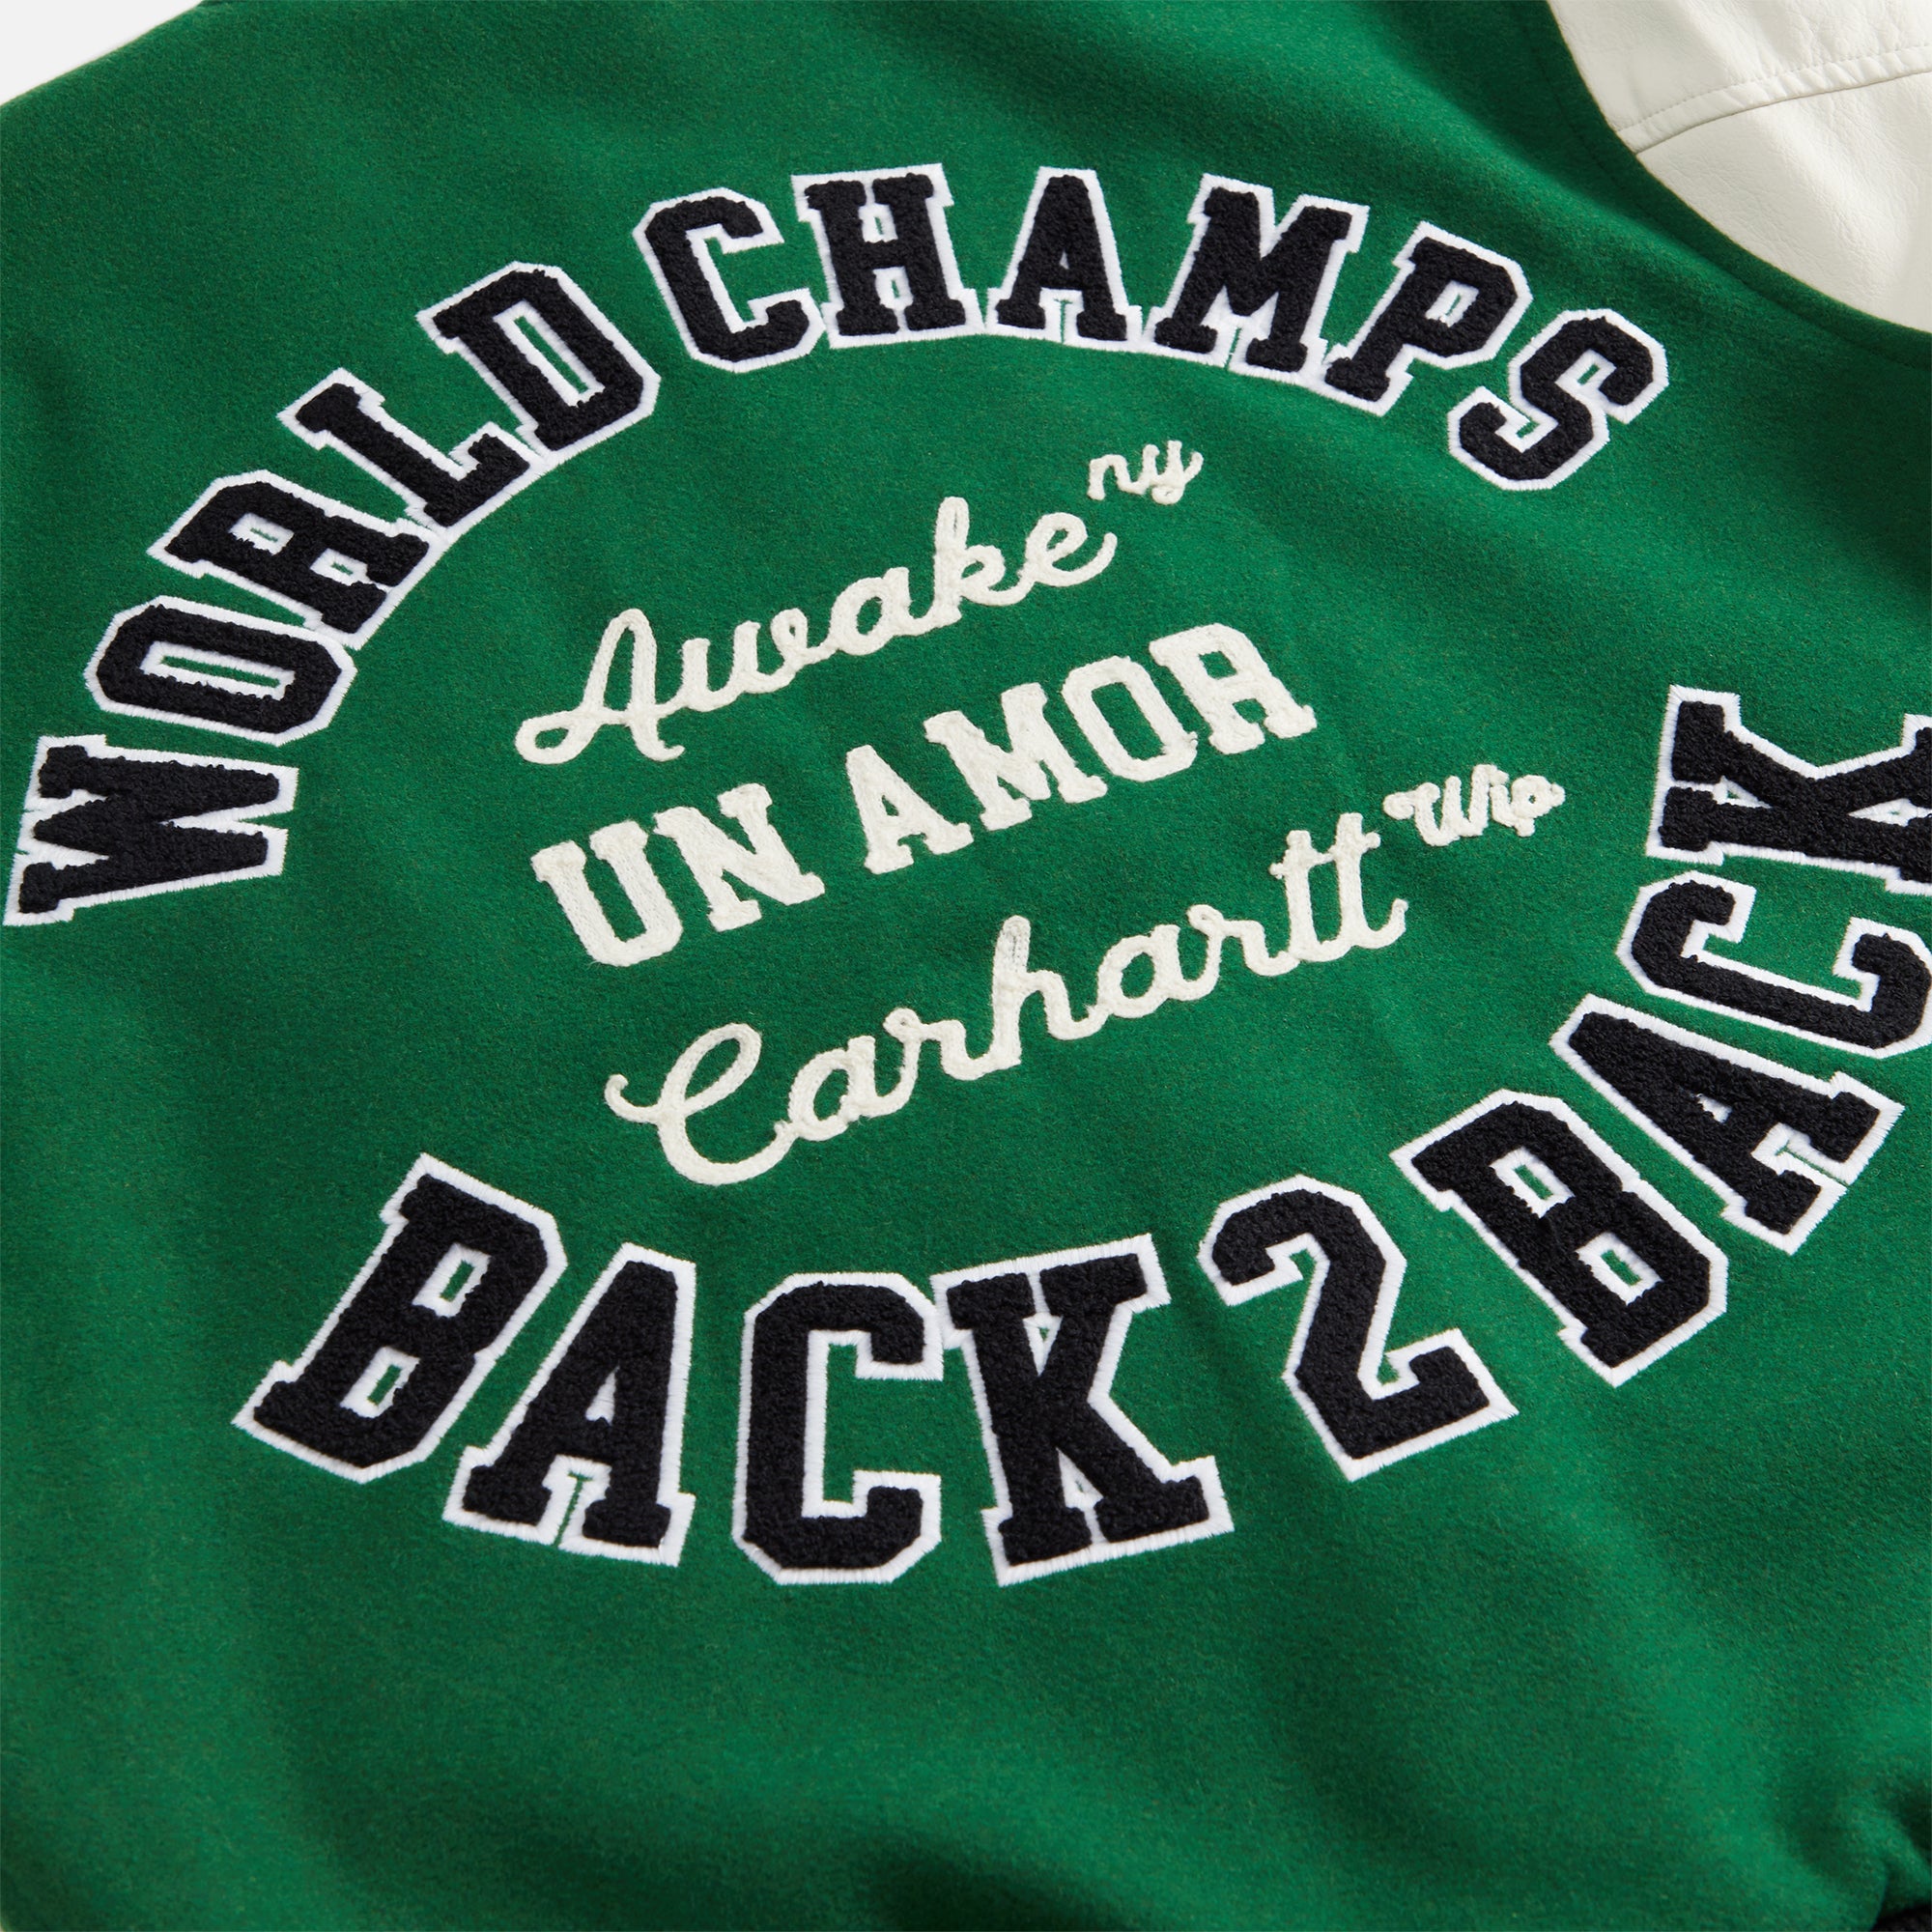 WORLD CHAMPS
Awake ny
UN AMOR
Carhartt Wip
BACK 2 BACK